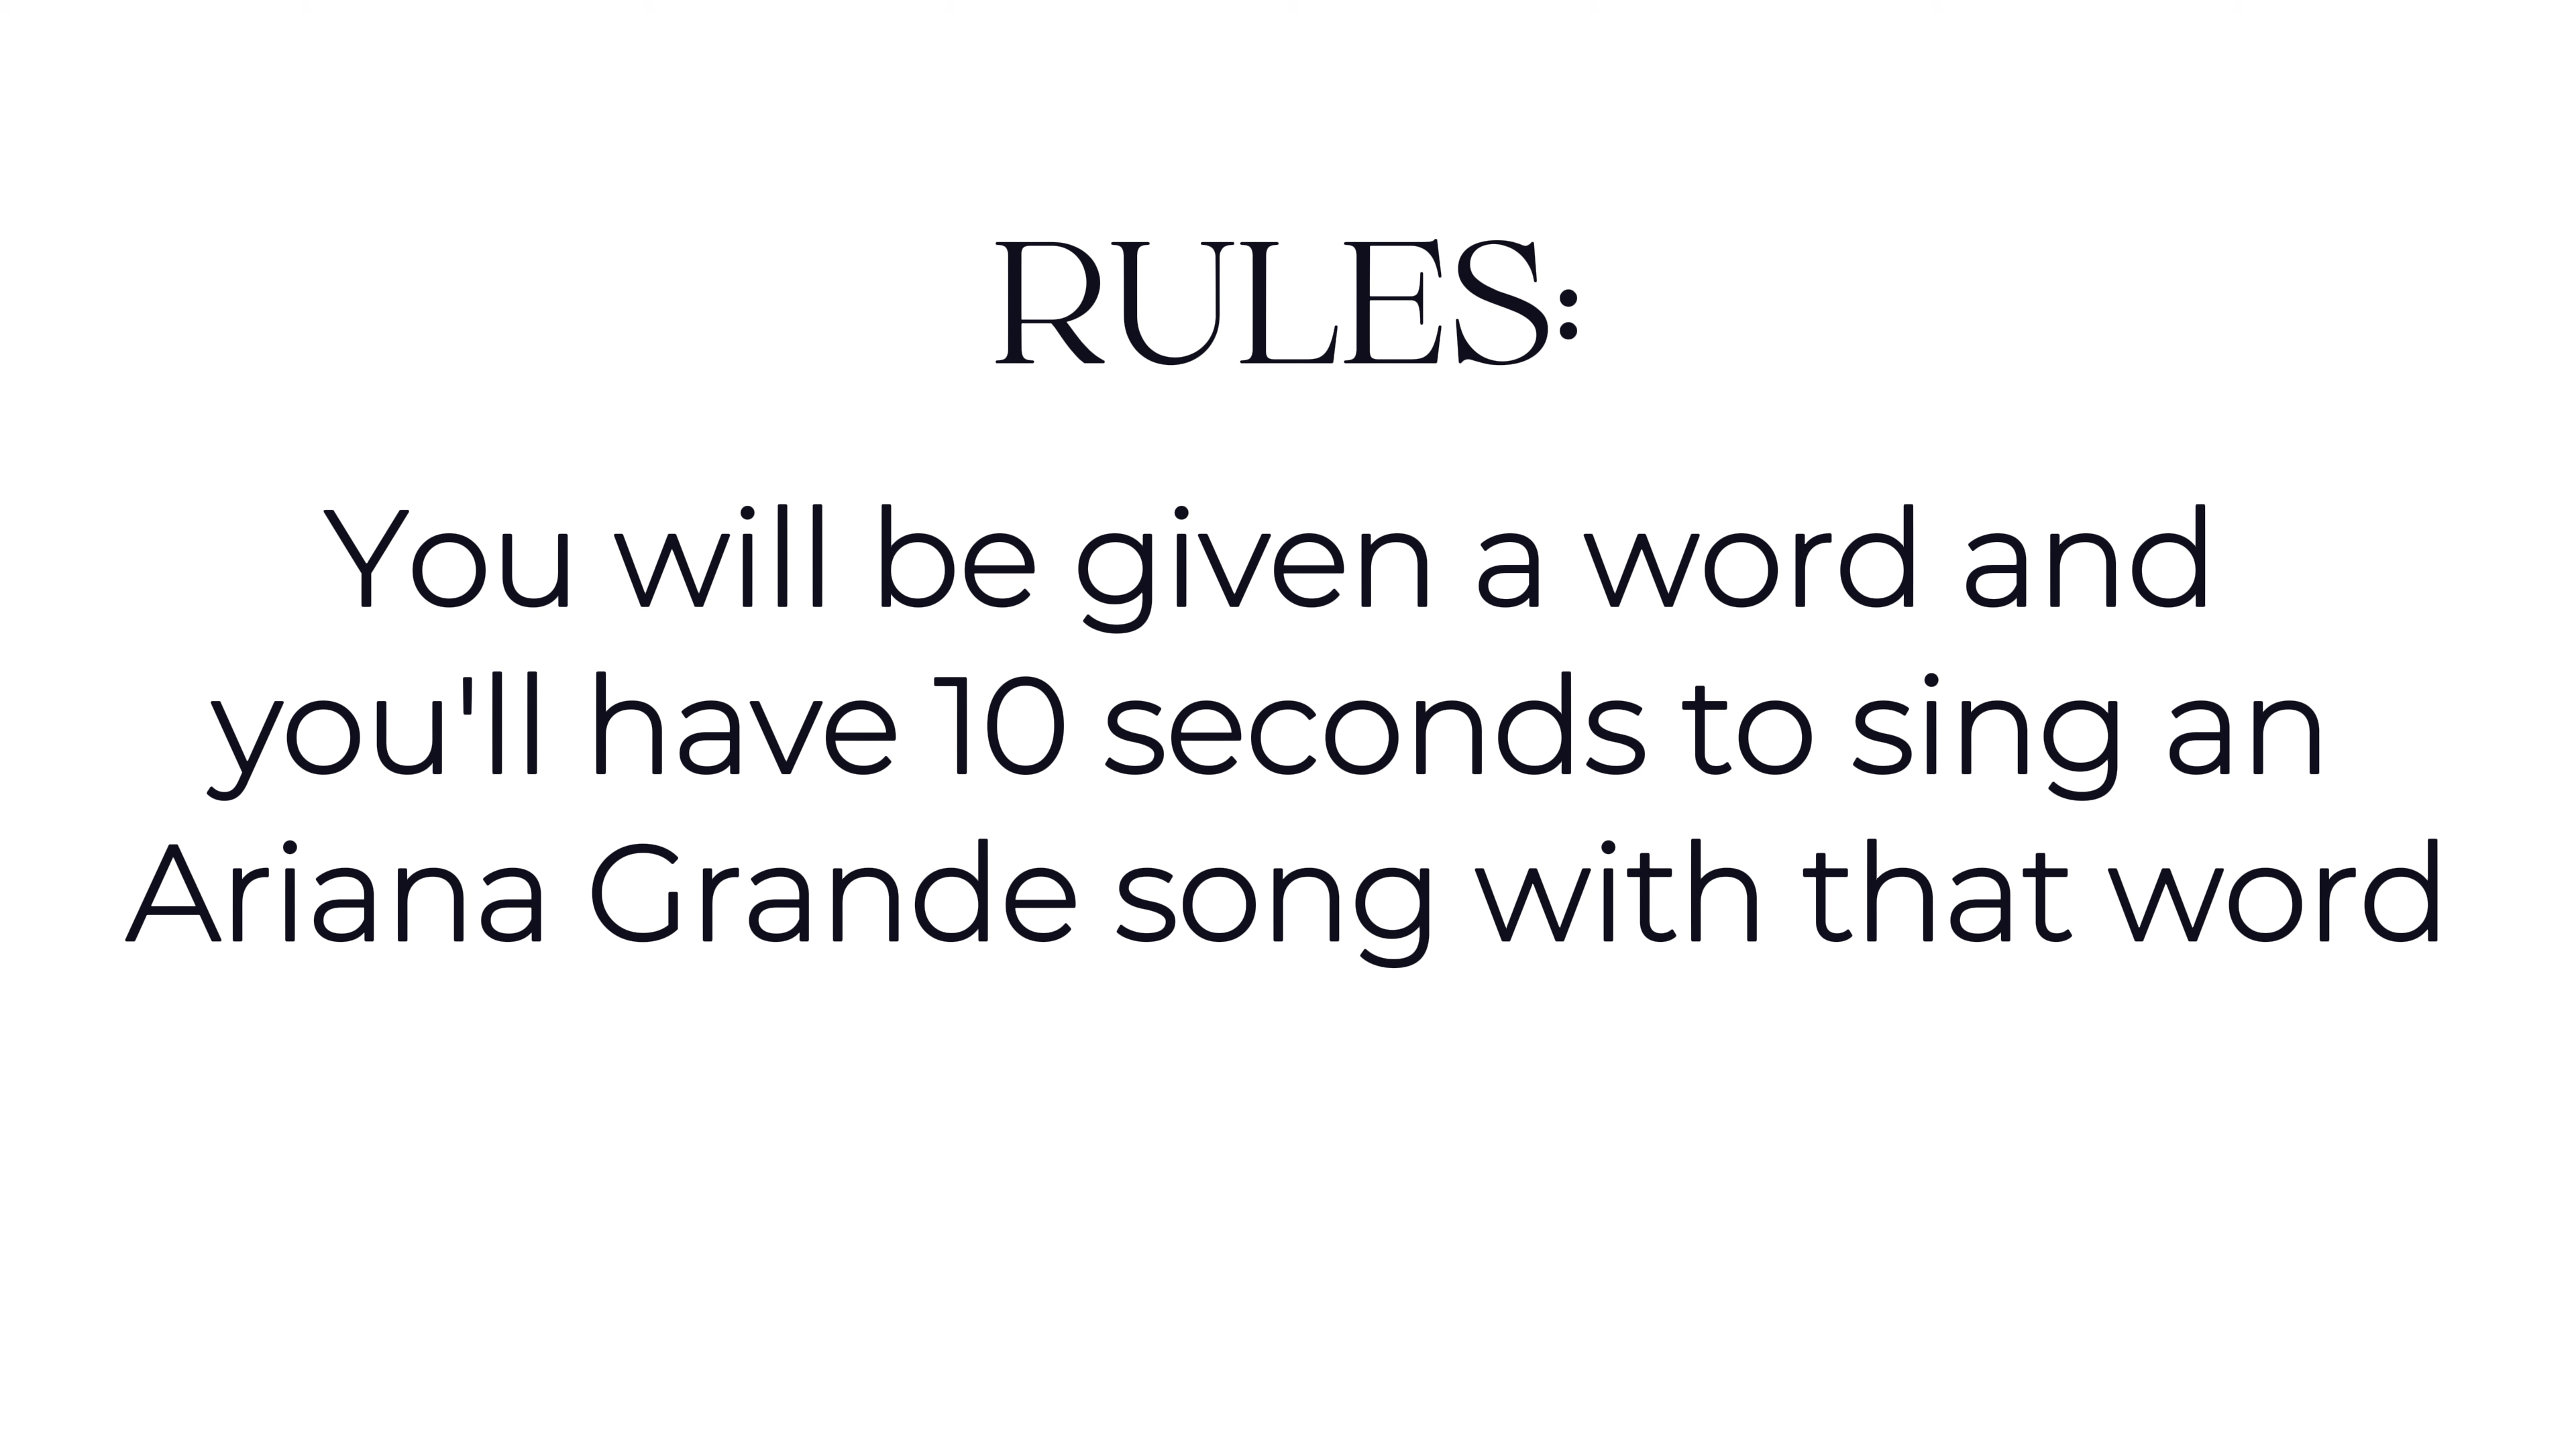 RULES:
You will be given a word and
you'll have 10 seconds to sing an
Ariana Grande song with that word